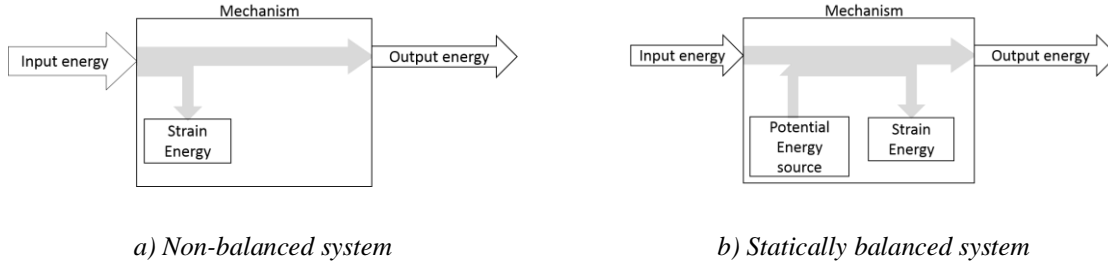 Mechanism
Input energy
Output energy
Strain
Energy
a) Non-balanced system
Mechanism
Input energy
Output energy
Potential
Energy
source
Strain
Energy
b) Statically balanced system